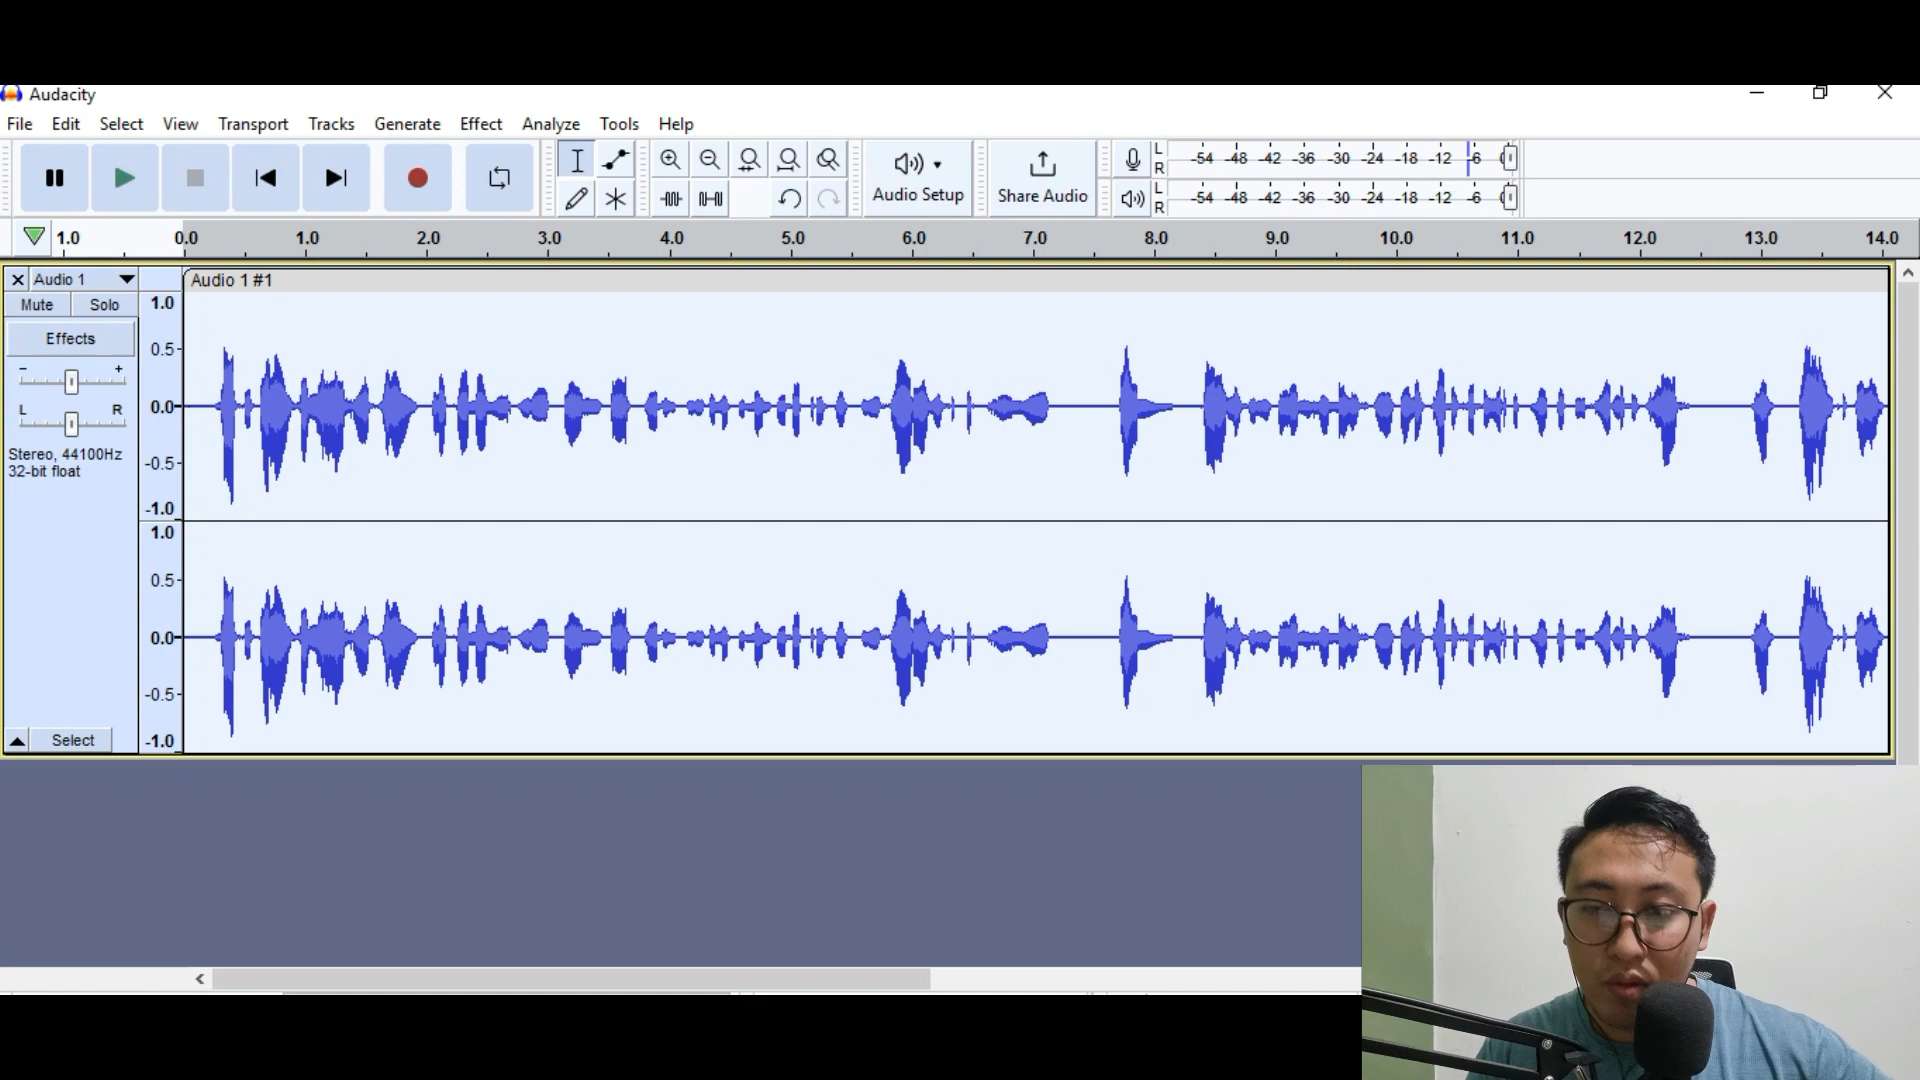 Audacity
File Edit Select View Transport Tracks Generate Effect Analyze Tools Help
L
R
-54 -48 -42 -36 -30 -24 -18 -12 -6
Audio Setup
Share Audio
L
R
-54 -48 -42 -36 -30 -24 -18 -12 -6
1.0 0.0 1.0 2.0 3.0 4.0 5.0 6.0 7.0 8.0 9.0 10.0 11.0 12.0 13.0 14.0
Audio 1
Audio 1 #1
Mute Solo
Effects
- +
L R
Stereo, 44100Hz
32-bit float
Select
1.0
0.5-
0.0-
-0.5-
-1.0
1.0
0.5-
0.0-
-0.5-
-1.0